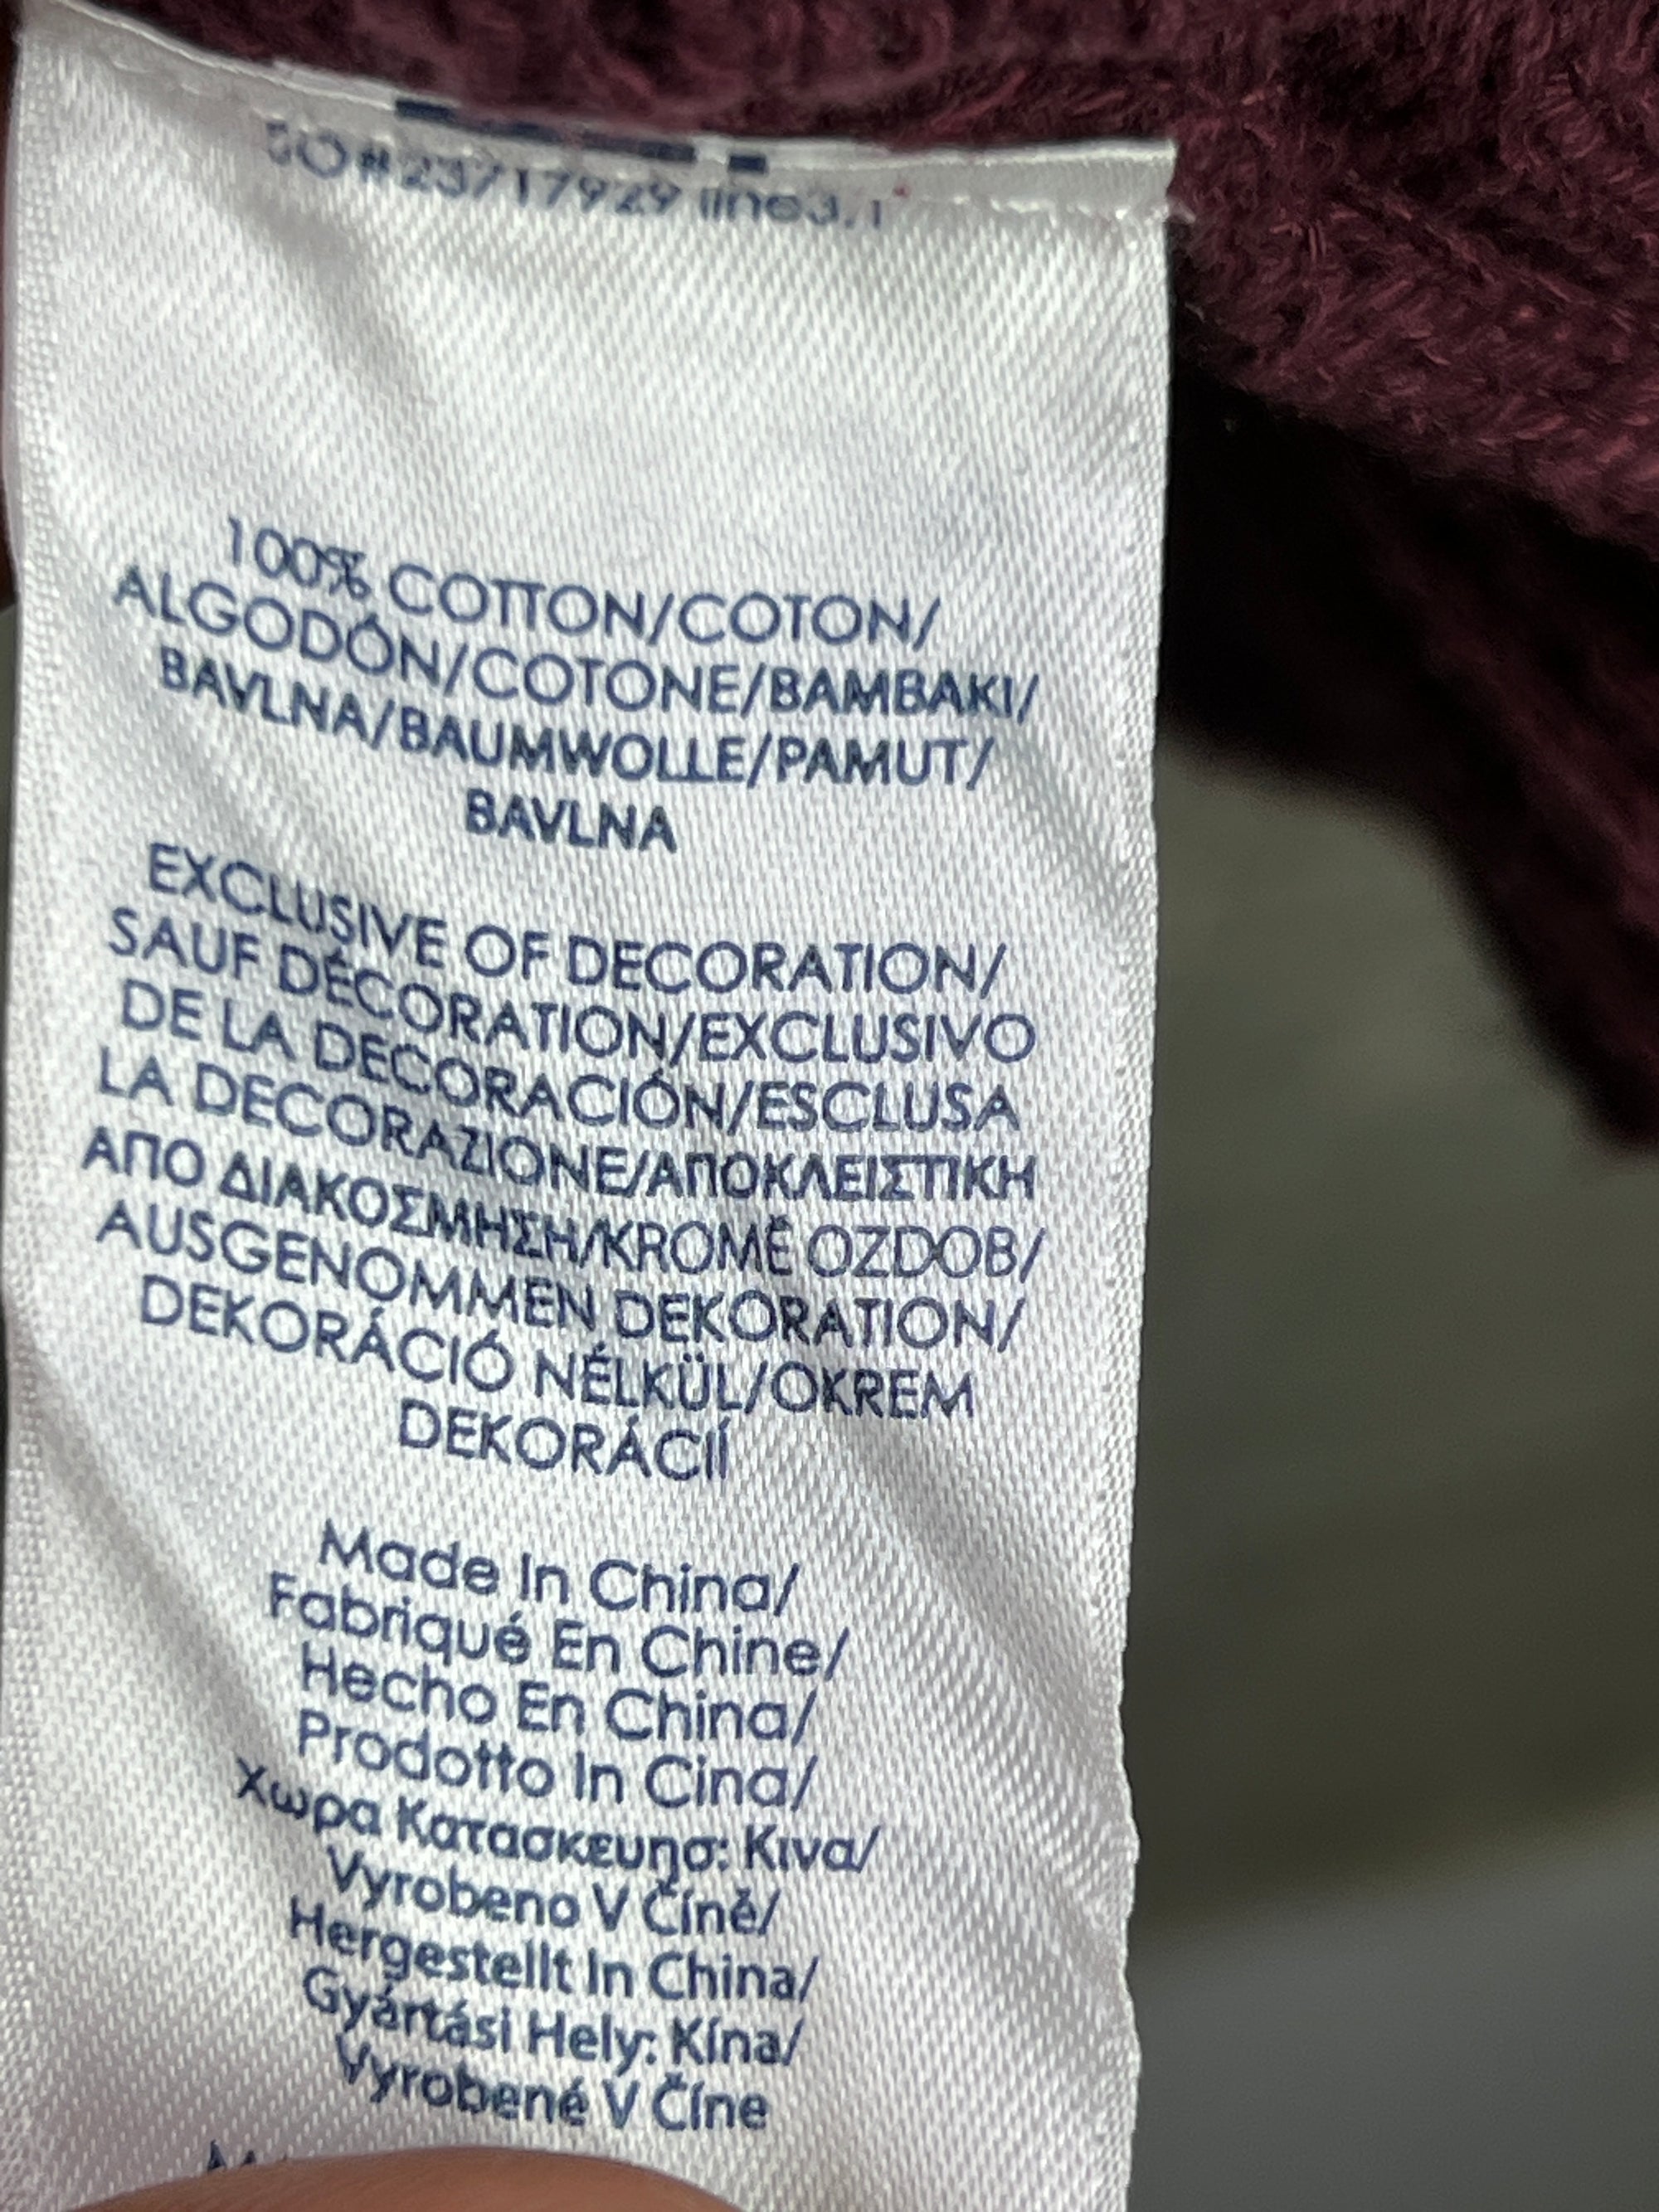 SO#23717929 line3.1
100% COTTON/COTON/
ALGODÓN/COTONE/BAMBAKI/
BAVLNA/BAUMWOLLE/PAMUT/
BAVLNA
EXCLUSIVE OF DECORATION/
SAUF DÉCORATION/EXCLUSIVO
DE LA DECORACIÓN/ESCLUSA
LA DECORAZIONE/ΑΠΟΚΛΕΙΣΤΙΚΗ
ΑΠΟ ΔΙΑΚΟΣΜΗΣΗ/KROMĚ OZDOB/
AUSGENOMMEN DEKORATION/
DEKORÁCIÓ NÉLKÜL/OKREM
DEKORÁCIÍ
Made In China/
Fabriqué En Chine/
Hecho En China/
Prodotto In Cina/
Χωρα Κατασκευησ: Κινα/
Vyrobeno V Číně/
Hergestellt In China/
Gyártási Hely: Kína/
Vyrobené V Číne